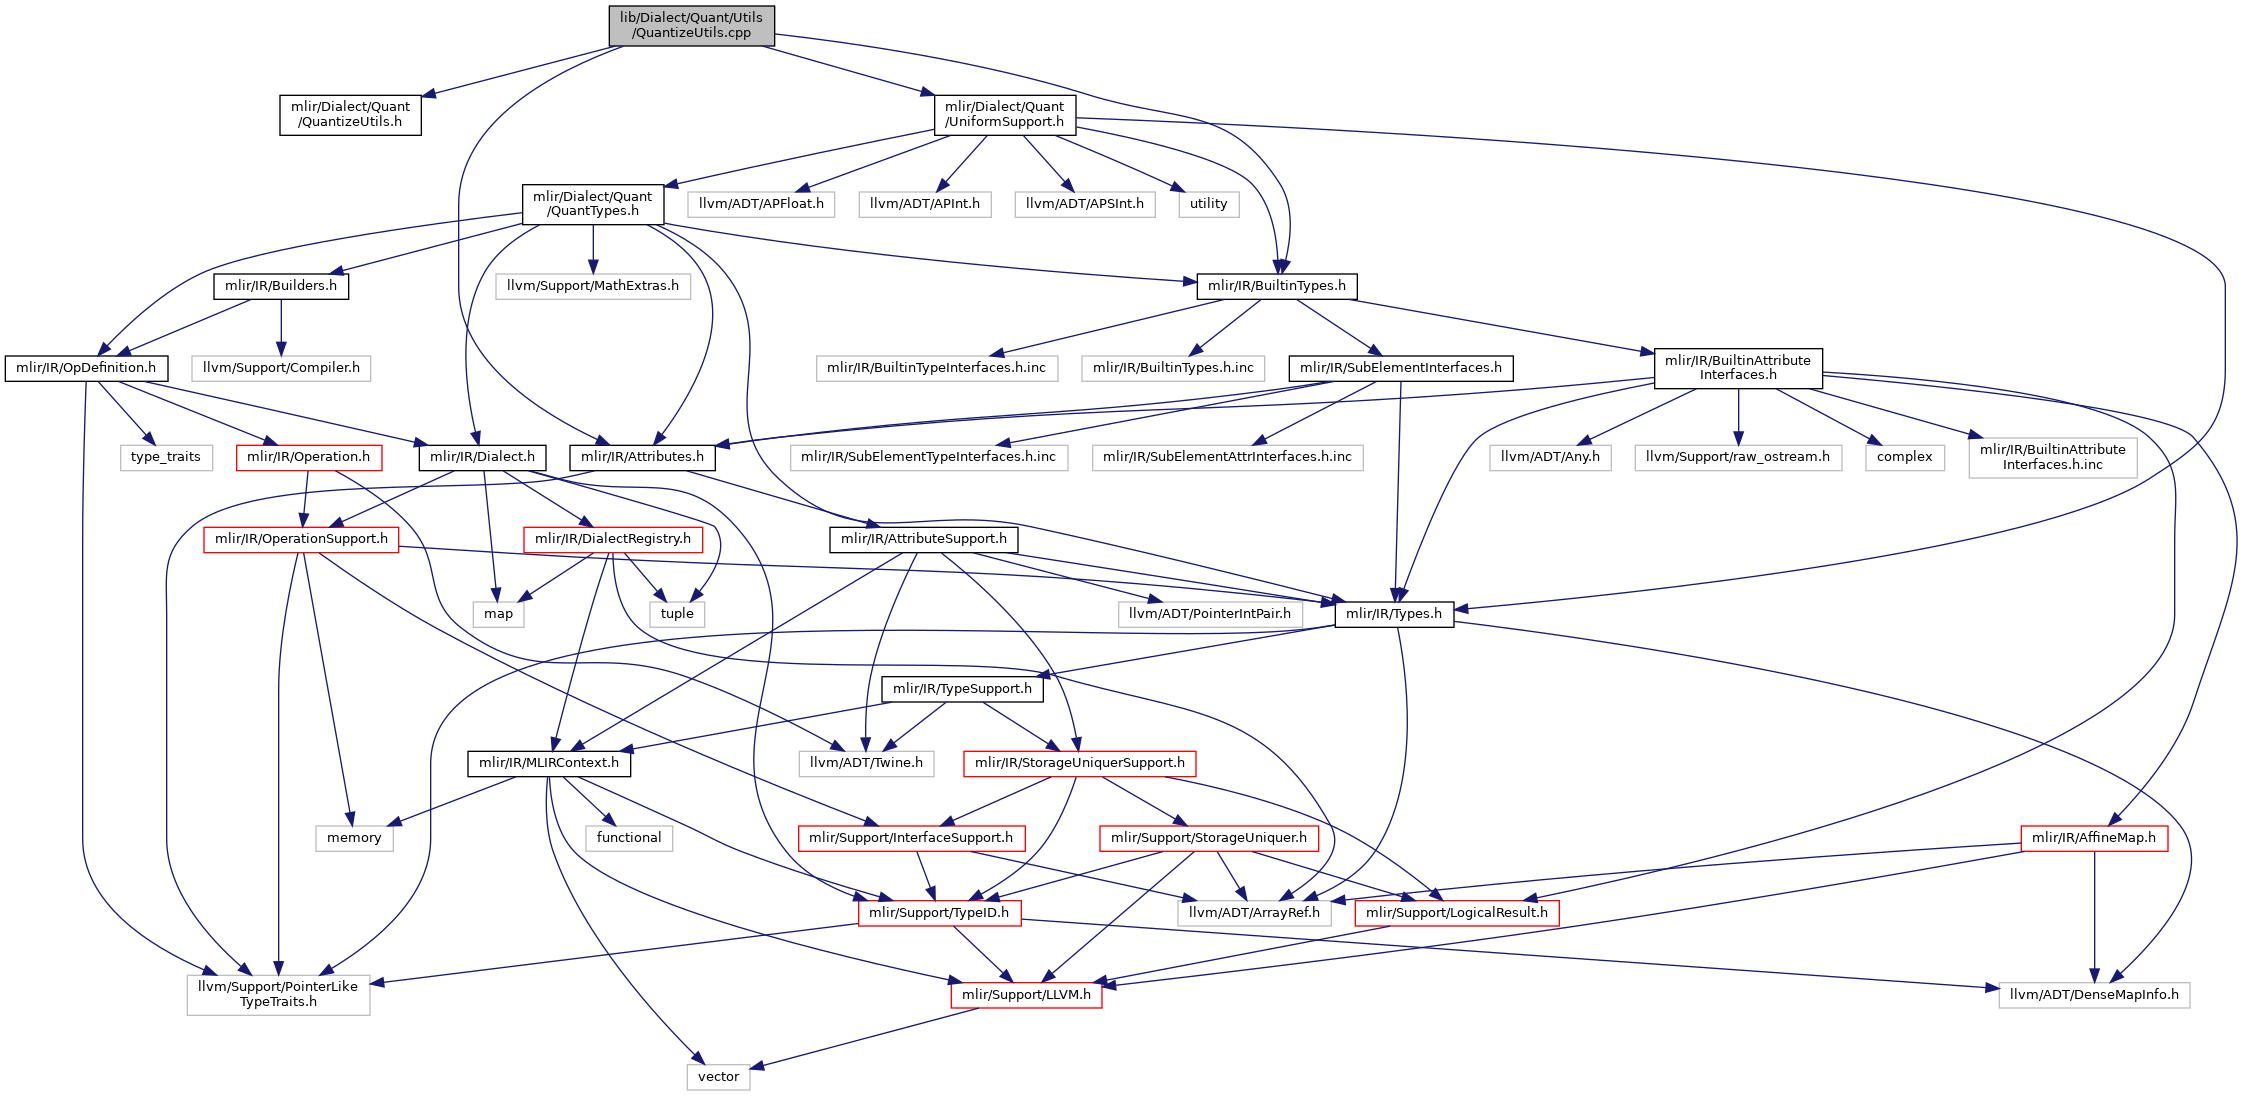 lib/Dialect/Quant/Utils
/QuantizeUtils.cpp
mlir/Dialect/Quant
/QuantizeUtils.h
mlir/Dialect/Quant
/UniformSupport.h
mlir/Dialect/Quant
/QuantTypes.h
llvm/ADT/APFloat.h
llvm/ADT/APInt.h
llvm/ADT/APSInt.h
utility
mlir/IR/Builders.h
llvm/Support/MathExtras.h
mlir/IR/BuiltinTypes.h
mlir/IR/OpDefinition.h
llvm/Support/Compiler.h
mlir/IR/BuiltinTypeInterfaces.h.inc
mlir/IR/BuiltinTypes.h.inc
mlir/IR/SubElementInterfaces.h
mlir/IR/BuiltinAttribute
Interfaces.h
type_traits
mlir/IR/Operation.h
mlir/IR/Dialect.h
mlir/IR/Attributes.h
mlir/IR/SubElementTypeInterfaces.h.inc
mlir/IR/SubElementAttrInterfaces.h.inc
llvm/ADT/Any.h
llvm/Support/raw_ostream.h
complex
mlir/IR/BuiltinAttribute
Interfaces.h.inc
mlir/IR/OperationSupport.h
mlir/IR/DialectRegistry.h
mlir/IR/AttributeSupport.h
map
tuple
llvm/ADT/PointerIntPair.h
mlir/IR/Types.h
mlir/IR/TypeSupport.h
mlir/IR/MLIRContext.h
llvm/ADT/Twine.h
mlir/IR/StorageUniquerSupport.h
memory
functional
mlir/Support/InterfaceSupport.h
mlir/Support/StorageUniquer.h
mlir/IR/AffineMap.h
mlir/Support/TypeID.h
llvm/ADT/ArrayRef.h
mlir/Support/LogicalResult.h
llvm/Support/PointerLike
TypeTraits.h
mlir/Support/LLVM.h
llvm/ADT/DenseMapInfo.h
vector